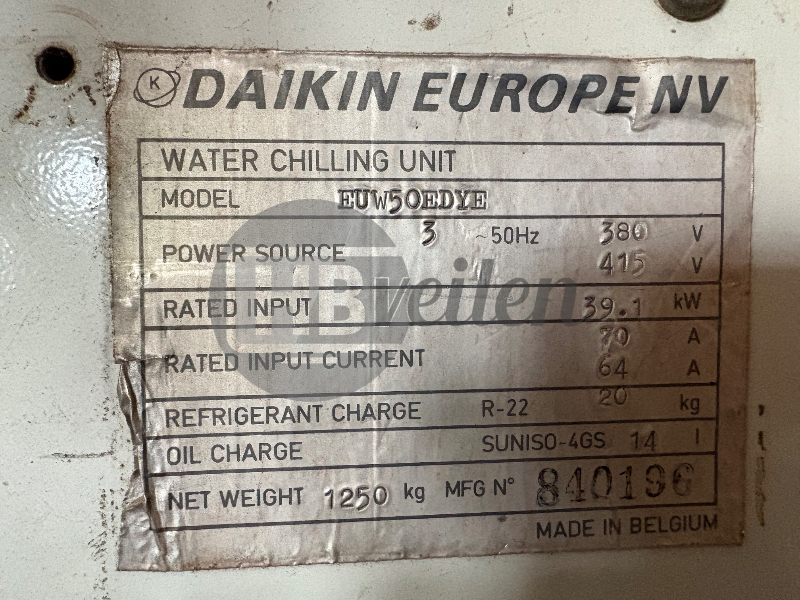 K DAIKIN EUROPE NV
WATER CHILLING UNIT
MODEL EUW50EDYE
POWER SOURCE 3 ~50Hz 380 V
415 V
IHBveilen
RATED INPUT 39.1 kW
RATED INPUT CURRENT 70 A
64 A
REFRIGERANT CHARGE R-22 20 kg
OIL CHARGE SUNISO-4GS 14 l
NET WEIGHT 1250 kg MFG N° 840196
MADE IN BELGIUM